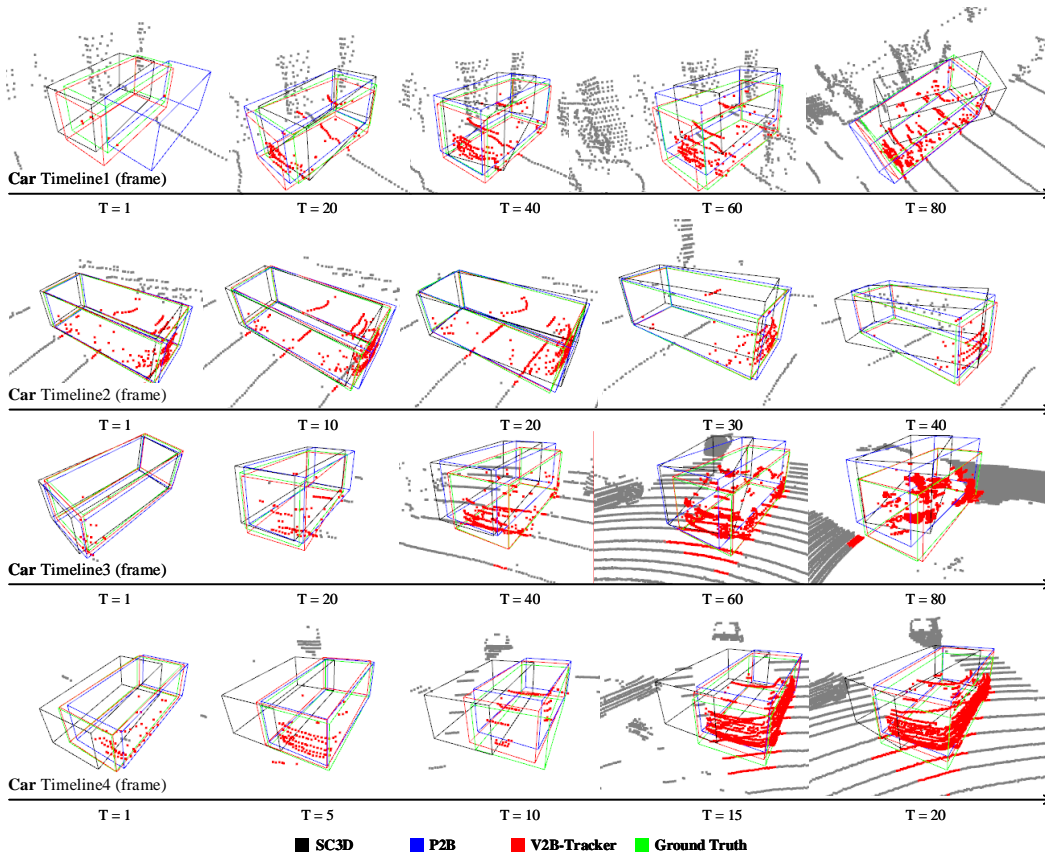 Car Timeline1 (frame)
T = 1 T = 20 T = 40 T = 60 T = 80
Car Timeline2 (frame)
T = 1 T = 10 T = 20 T = 30 T = 40
Car Timeline3 (frame)
T = 1 T = 20 T = 40 T = 60 T = 80
Car Timeline4 (frame)
T = 1 T = 5 T = 10 T = 15 T = 20
SC3D P2B V2B-Tracker Ground Truth